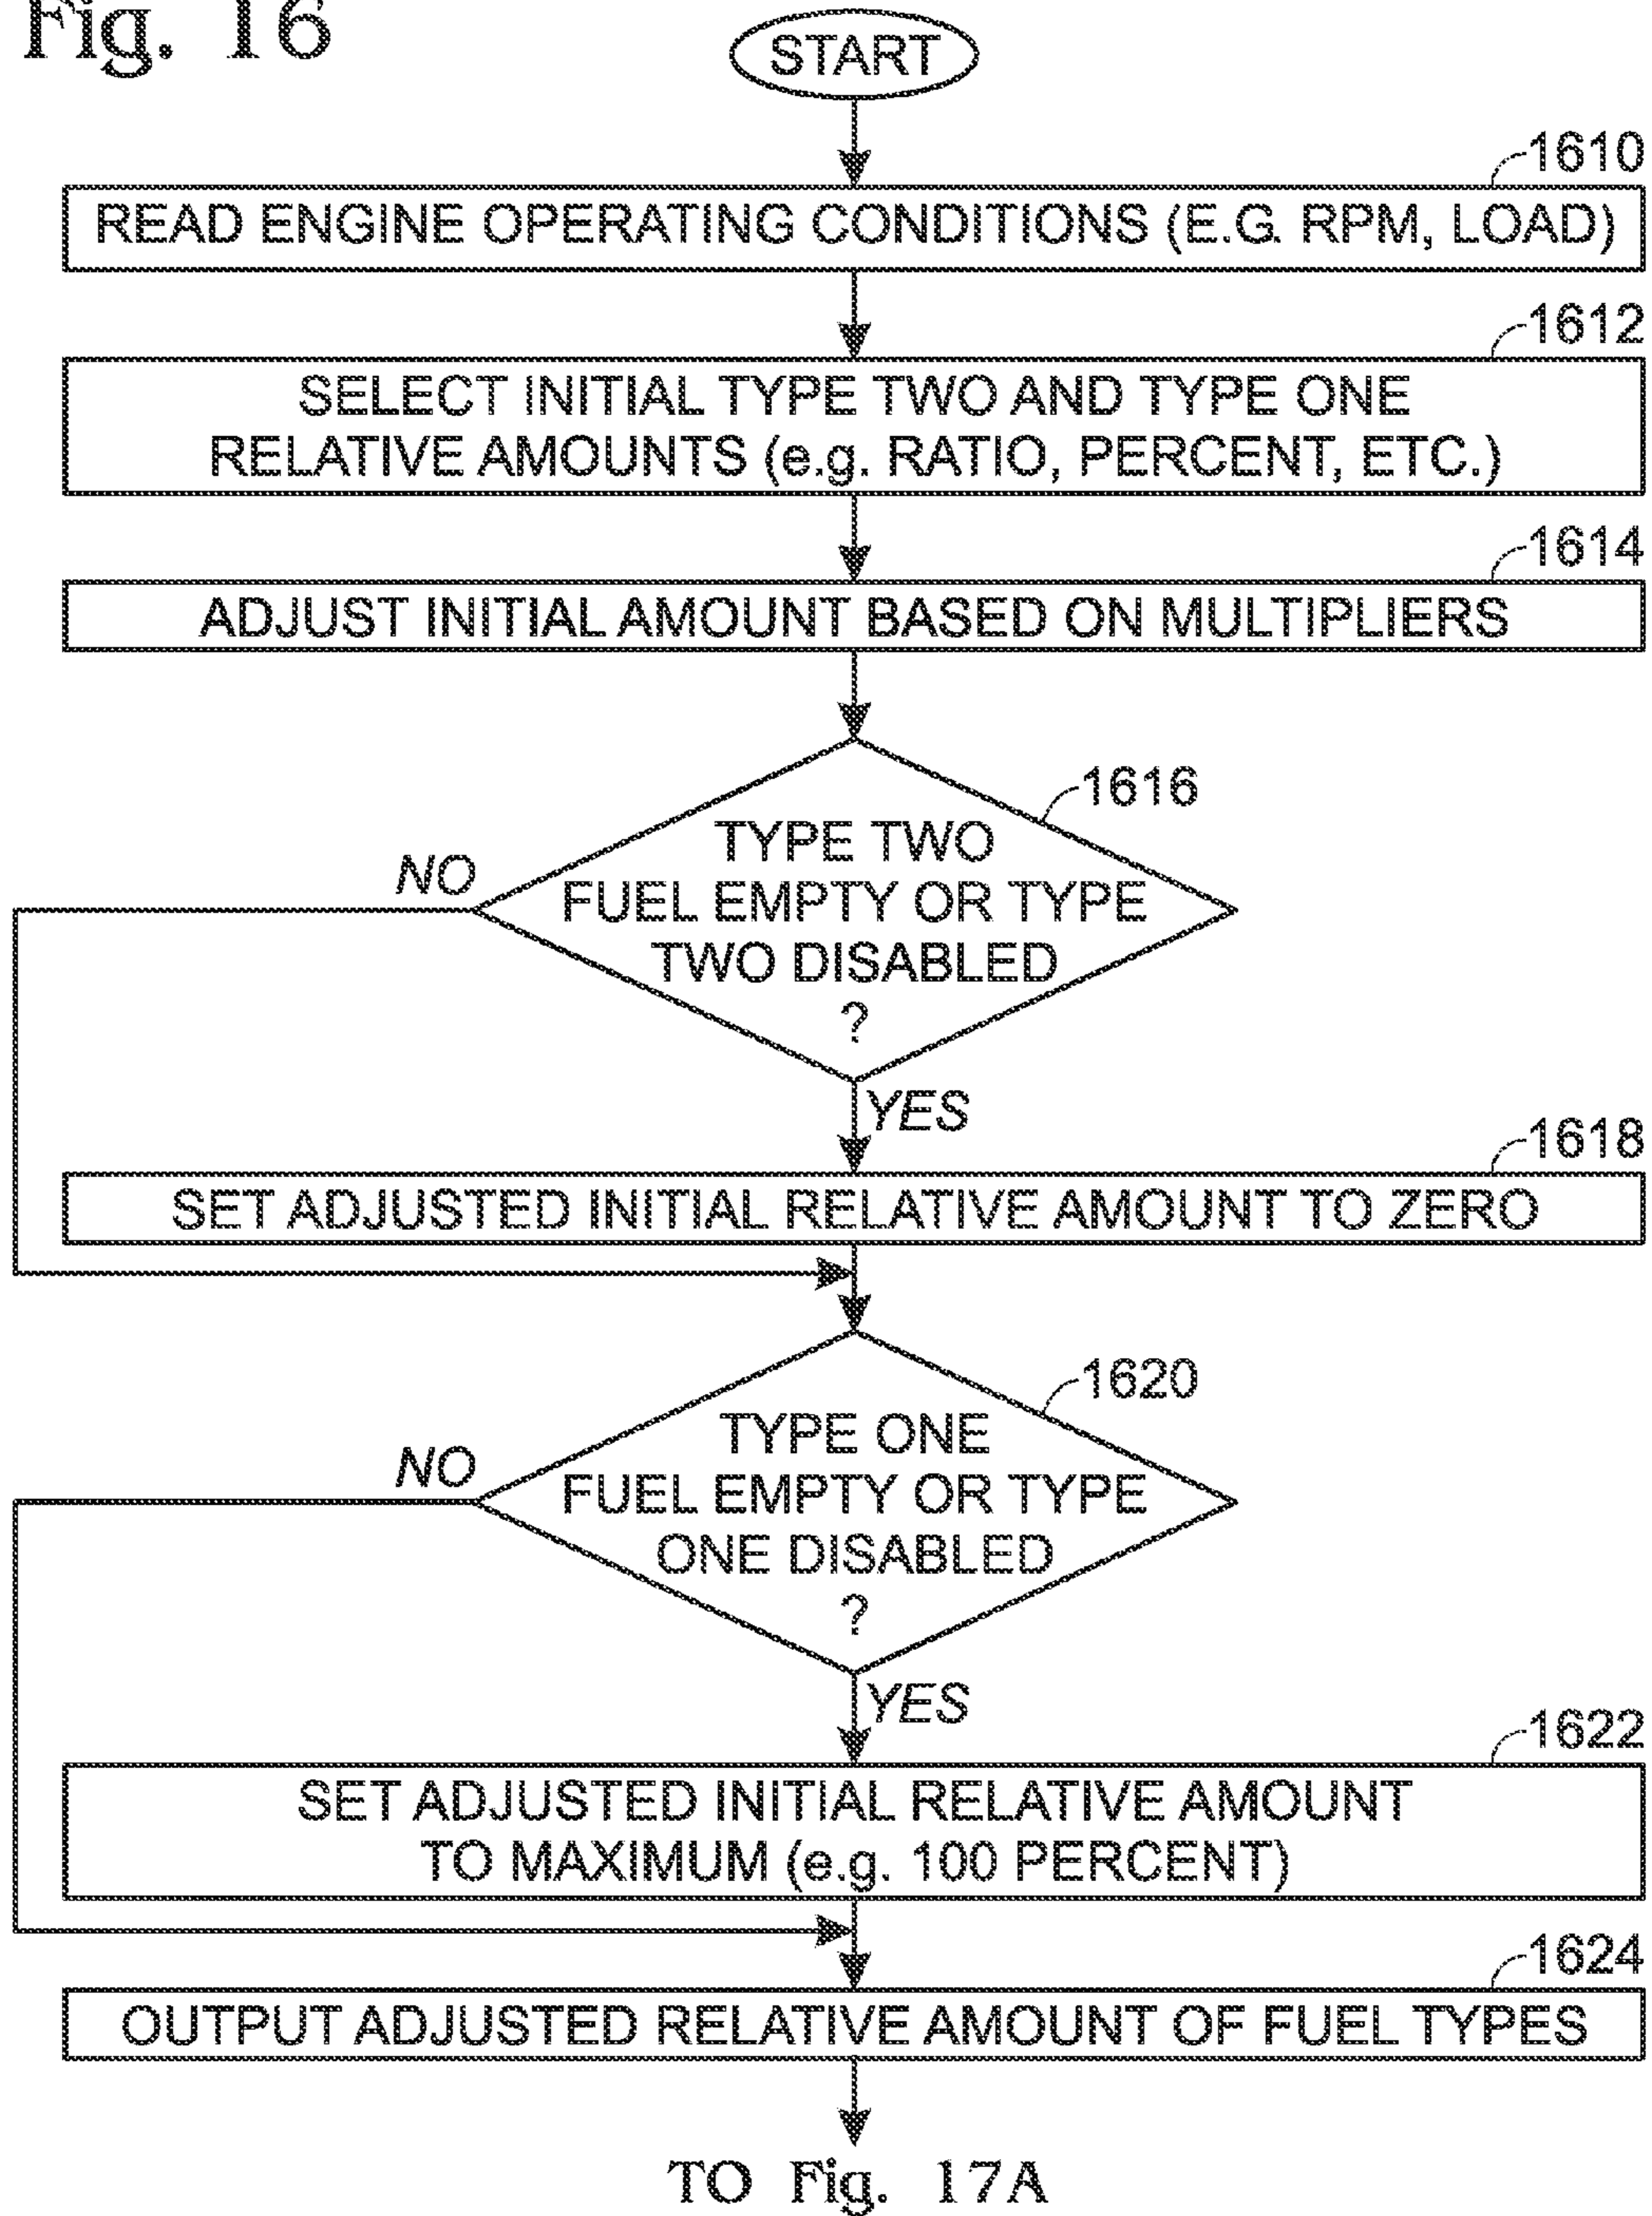 Fig. 16
START
1610
READ ENGINE OPERATING CONDITIONS (E.G. RPM, LOAD)
1612
SELECT INITIAL TYPE TWO AND TYPE ONE
RELATIVE AMOUNTS (e.g. RATIO, PERCENT, ETC.)
1614
ADJUST INITIAL AMOUNT BASED ON MULTIPLIERS
1616
TYPE TWO
FUEL EMPTY OR TYPE
TWO DISABLED
?
NO
YES
1618
SET ADJUSTED INITIAL RELATIVE AMOUNT TO ZERO
1620
TYPE ONE
FUEL EMPTY OR TYPE
ONE DISABLED
?
NO
YES
1622
SET ADJUSTED INITIAL RELATIVE AMOUNT
TO MAXIMUM (e.g. 100 PERCENT)
1624
OUTPUT ADJUSTED RELATIVE AMOUNT OF FUEL TYPES
TO Fig. 17A